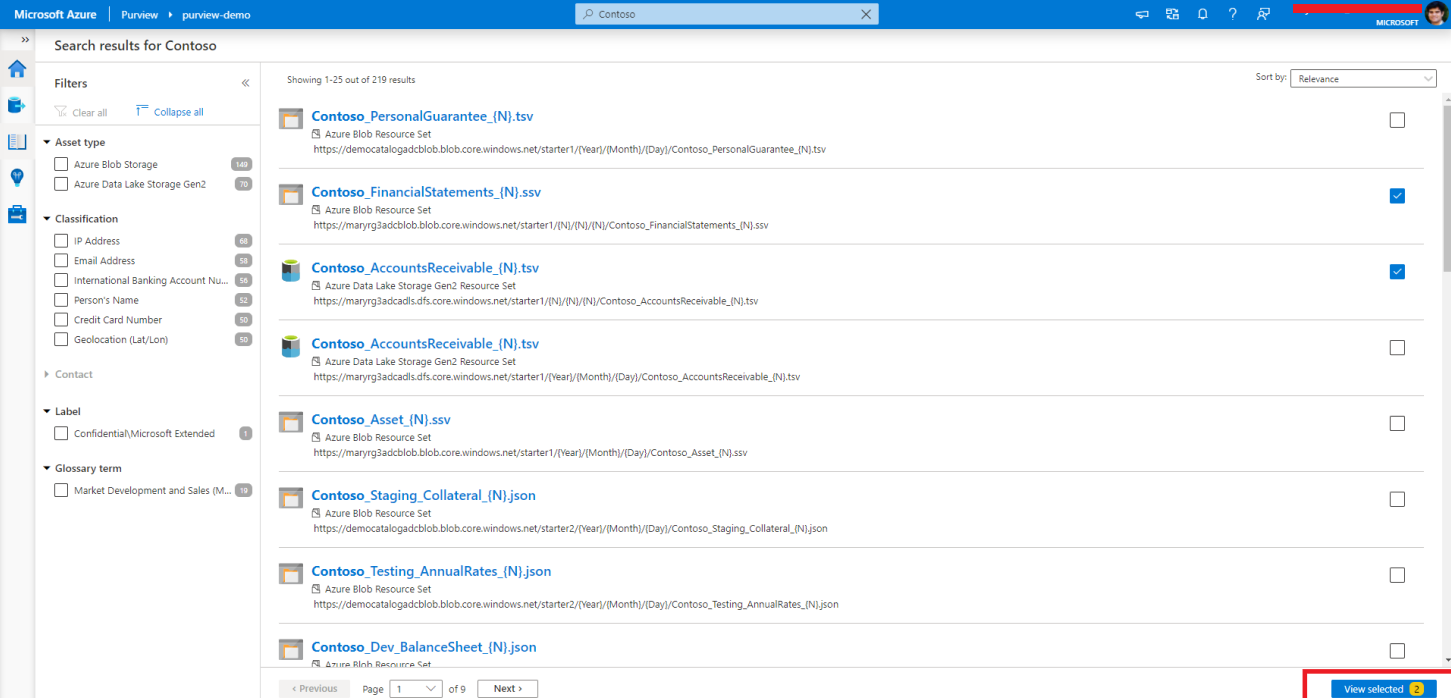 Microsoft Azure Purview purview-demo Contoso MICROSOFT
Search results for Contoso
Filters
Clear all Collapse all
Asset type
Azure Blob Storage 149
Azure Data Lake Storage Gen2 70
Classification
IP Address 68
Email Address 58
International Banking Account Nu... 56
Person's Name 52
Credit Card Number 50
Geolocation (Lat/Lon) 50
Contact
Label
Confidential\Microsoft Extended 1
Glossary term
Market Development and Sales (M... 19
Showing 1-25 out of 219 results
Sort by: Relevance
Contoso_PersonalGuarantee_{N}.tsv
Azure Blob Resource Set
https://democatalogadcblob.blob.core.windows.net/starter1/{Year}/{Month}/{Day}/Contoso_PersonalGuarantee_{N}.tsv
Contoso_FinancialStatements_{N}.ssv
Azure Blob Resource Set
https://maryrg3adcblob.blob.core.windows.net/starter1/{N}/{N}/{N}/Contoso_FinancialStatements_{N}.ssv
Contoso_AccountsReceivable_{N}.tsv
Azure Data Lake Storage Gen2 Resource Set
https://maryrg3adcadls.dfs.core.windows.net/starter1/{N}/{N}/{N}/Contoso_AccountsReceivable_{N}.tsv
Contoso_AccountsReceivable_{N}.tsv
Azure Data Lake Storage Gen2 Resource Set
https://maryrg3adcadls.dfs.core.windows.net/starter1/{Year}/{Month}/{Day}/Contoso_AccountsReceivable_{N}.tsv
Contoso_Asset_{N}.ssv
Azure Blob Resource Set
https://maryrg3adcblob.blob.core.windows.net/starter1/{Year}/{Month}/{Day}/Contoso_Asset_{N}.ssv
Contoso_Staging_Collateral_{N}.json
Azure Blob Resource Set
https://democatalogadcblob.blob.core.windows.net/starter2/{Year}/{Month}/{Day}/Contoso_Staging_Collateral_{N}.json
Contoso_Testing_AnnualRates_{N}.json
Azure Blob Resource Set
https://democatalogadcblob.blob.core.windows.net/starter2/{Year}/{Month}/{Day}/Contoso_Testing_AnnualRates_{N}.json
Contoso_Dev_BalanceSheet_{N}.json
Azure Blob Resource Set
< Previous Page 1 of 9 Next > View selected 2